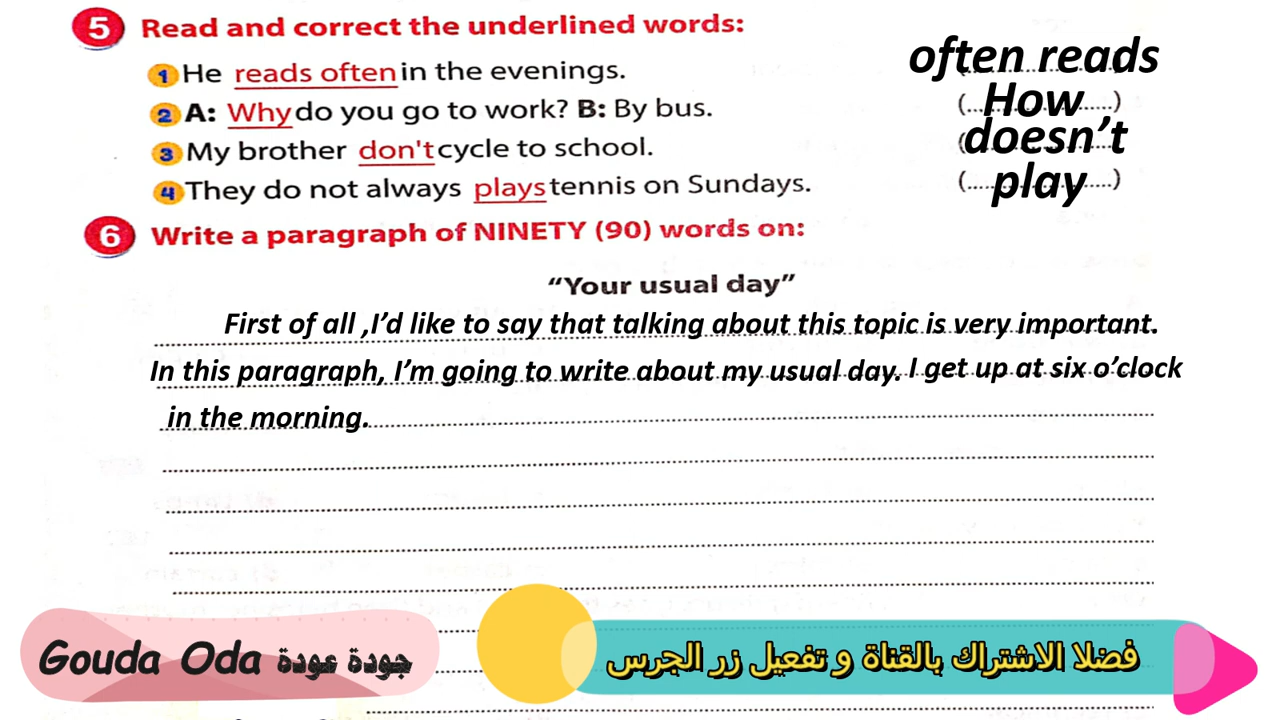 5 Read and correct the underlined words:
1 He reads often in the evenings. (often reads)
2 A: Why do you go to work? B: By bus. (......How......)
3 My brother don't cycle to school. (doesn’t)
4 They do not always plays tennis on Sundays. (......play......)
6 Write a paragraph of NINETY (90) words on:
“Your usual day”
First of all ,I’d like to say that talking about this topic is very important.
In this paragraph, I’m going to write about my usual day. I get up at six o’clock
in the morning.
Gouda Oda جودة عودة
فضلا الاشتراك بالقناة و تفعيل زر الجرس